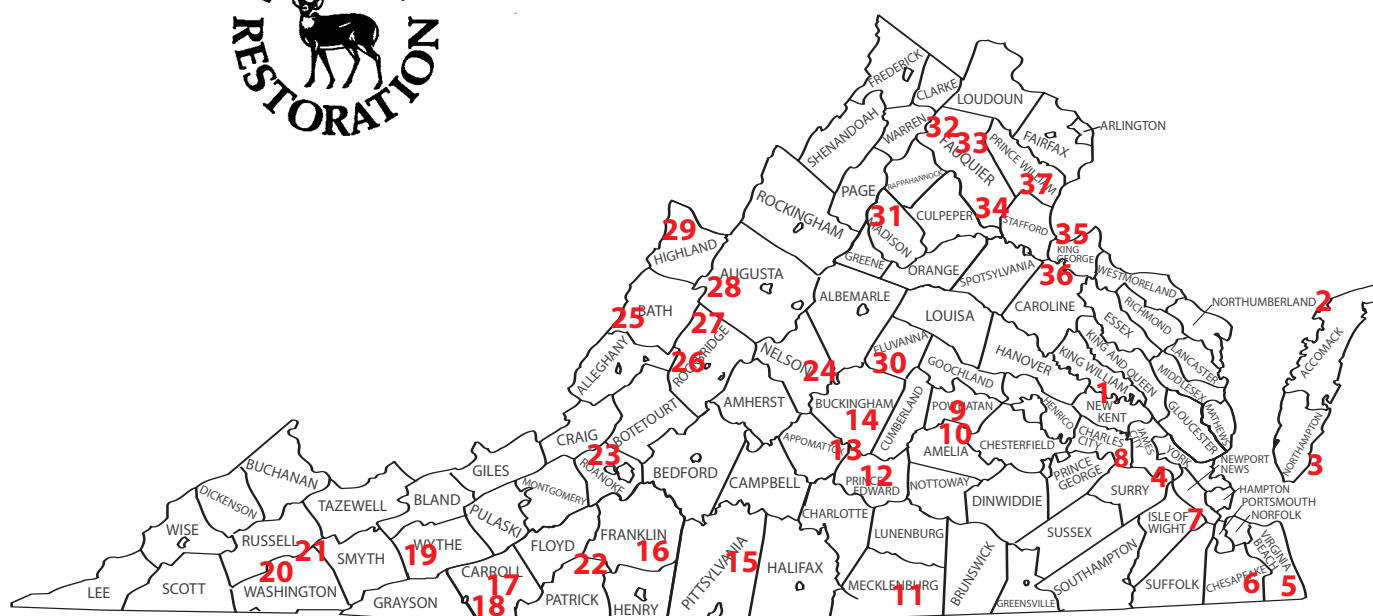 RESTORATION
FREDERICK
CLARKE
LOUDOUN
SHENANDOAH
WARREN
32
33
FAUQUIER
PRINCE WILLIAM
FAIRFAX
ARLINGTON
37
PAGE
RAPPAHANNOCK
ROCKINGHAM
31
MADISON
CULPEPER
34
STAFFORD
35
KING
GEORGE
29
HIGHLAND
GREENE
ORANGE
SPOTSYLVANIA
36
WESTMORELAND
AUGUSTA
28
ALBEMARLE
CAROLINE
NORTHUMBERLAND
2
RICHMOND
ESSEX
25
BATH
27
LOUISA
ALLEGHANY
26
ROCKBRIDGE
NELSON
24
FLUVANNA
30
GOOCHLAND
HANOVER
KING WILLIAM
KING AND QUEEN
LANCASTER
MIDDLESEX
ACCOMACK
1
NEW
KENT
AMHERST
BUCKINGHAM
14
CUMBERLAND
POWHATAN
9
10
AMELIA
CHESTERFIELD
HENRICO
CHARLES
CITY
JAMES
CITY
GLOUCESTER
MATHEWS
YORK
8
NORTHAMPTON
3
CRAIG
BOTETOURT
23
ROANOKE
BEDFORD
APPOMATTOX
13
12
PRINCE
EDWARD
NOTTOWAY
PRINCE
GEORGE
4
SURRY
NEWPORT
NEWS
HAMPTON
PORTSMOUTH
NORFOLK
BUCHANAN
DICKENSON
TAZEWELL
BLAND
GILES
MONTGOMERY
CAMPBELL
CHARLOTTE
DINWIDDIE
ISLE OF
WIGHT
7
WISE
RUSSELL
21
SMYTH
19
WYTHE
PULASKI
FLOYD
FRANKLIN
16
LUNENBURG
SUSSEX
SOUTHAMPTON
VIRGINIA
BEACH
LEE
SCOTT
20
WASHINGTON
GRAYSON
CARROLL
17
18
22
PATRICK
HENRY
PITTSYLVANIA
15
HALIFAX
MECKLENBURG
11
BRUNSWICK
GREENSVILLE
SUFFOLK
CHESAPEAKE
6
5